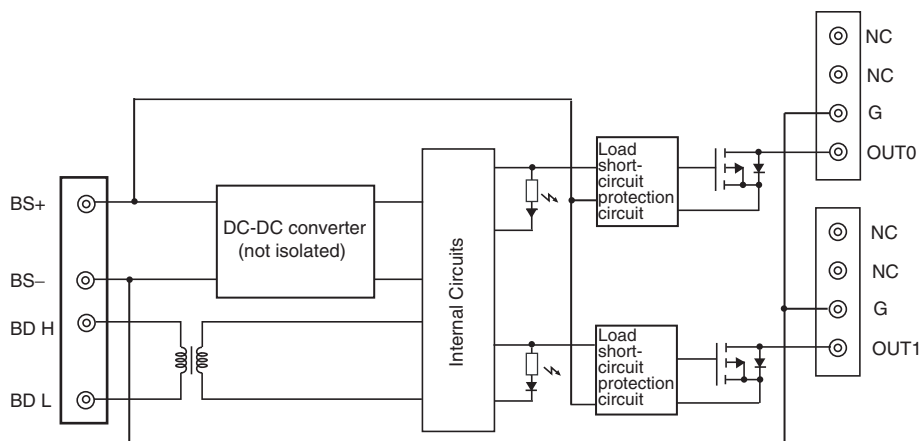 NC
NC
G
OUT0
Load
short-
circuit
protection
circuit
BS+
DC-DC converter
(not isolated)
Internal Circuits
BS−
BD H
BD L
NC
NC
G
OUT1
Load
short-
circuit
protection
circuit